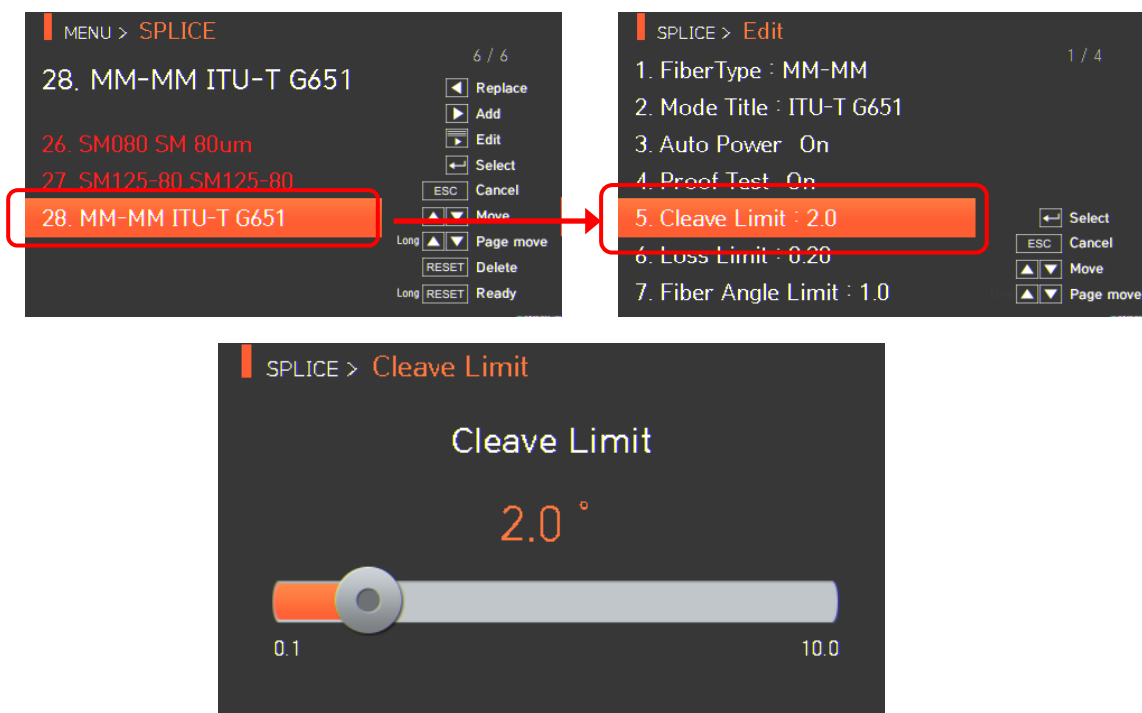 MENU > SPLICE
6 / 6
28. MM-MM ITU-T G651
Replace
Add
26. SM080 SM 80um
Edit
27. SM125-80 SM125-80
Select
ESC Cancel
28. MM-MM ITU-T G651
Move
Long Page move
RESET Delete
Long RESET Ready
SPLICE > Edit
1 / 4
1. FiberType : MM-MM
2. Mode Title : ITU-T G651
3. Auto Power On
4. Proof Test On
5. Cleave Limit : 2.0
6. Loss Limit : 0.20
7. Fiber Angle Limit : 1.0
Select
ESC Cancel
Move
Page move
SPLICE > Cleave Limit
Cleave Limit
2.0 °
0.1
10.0